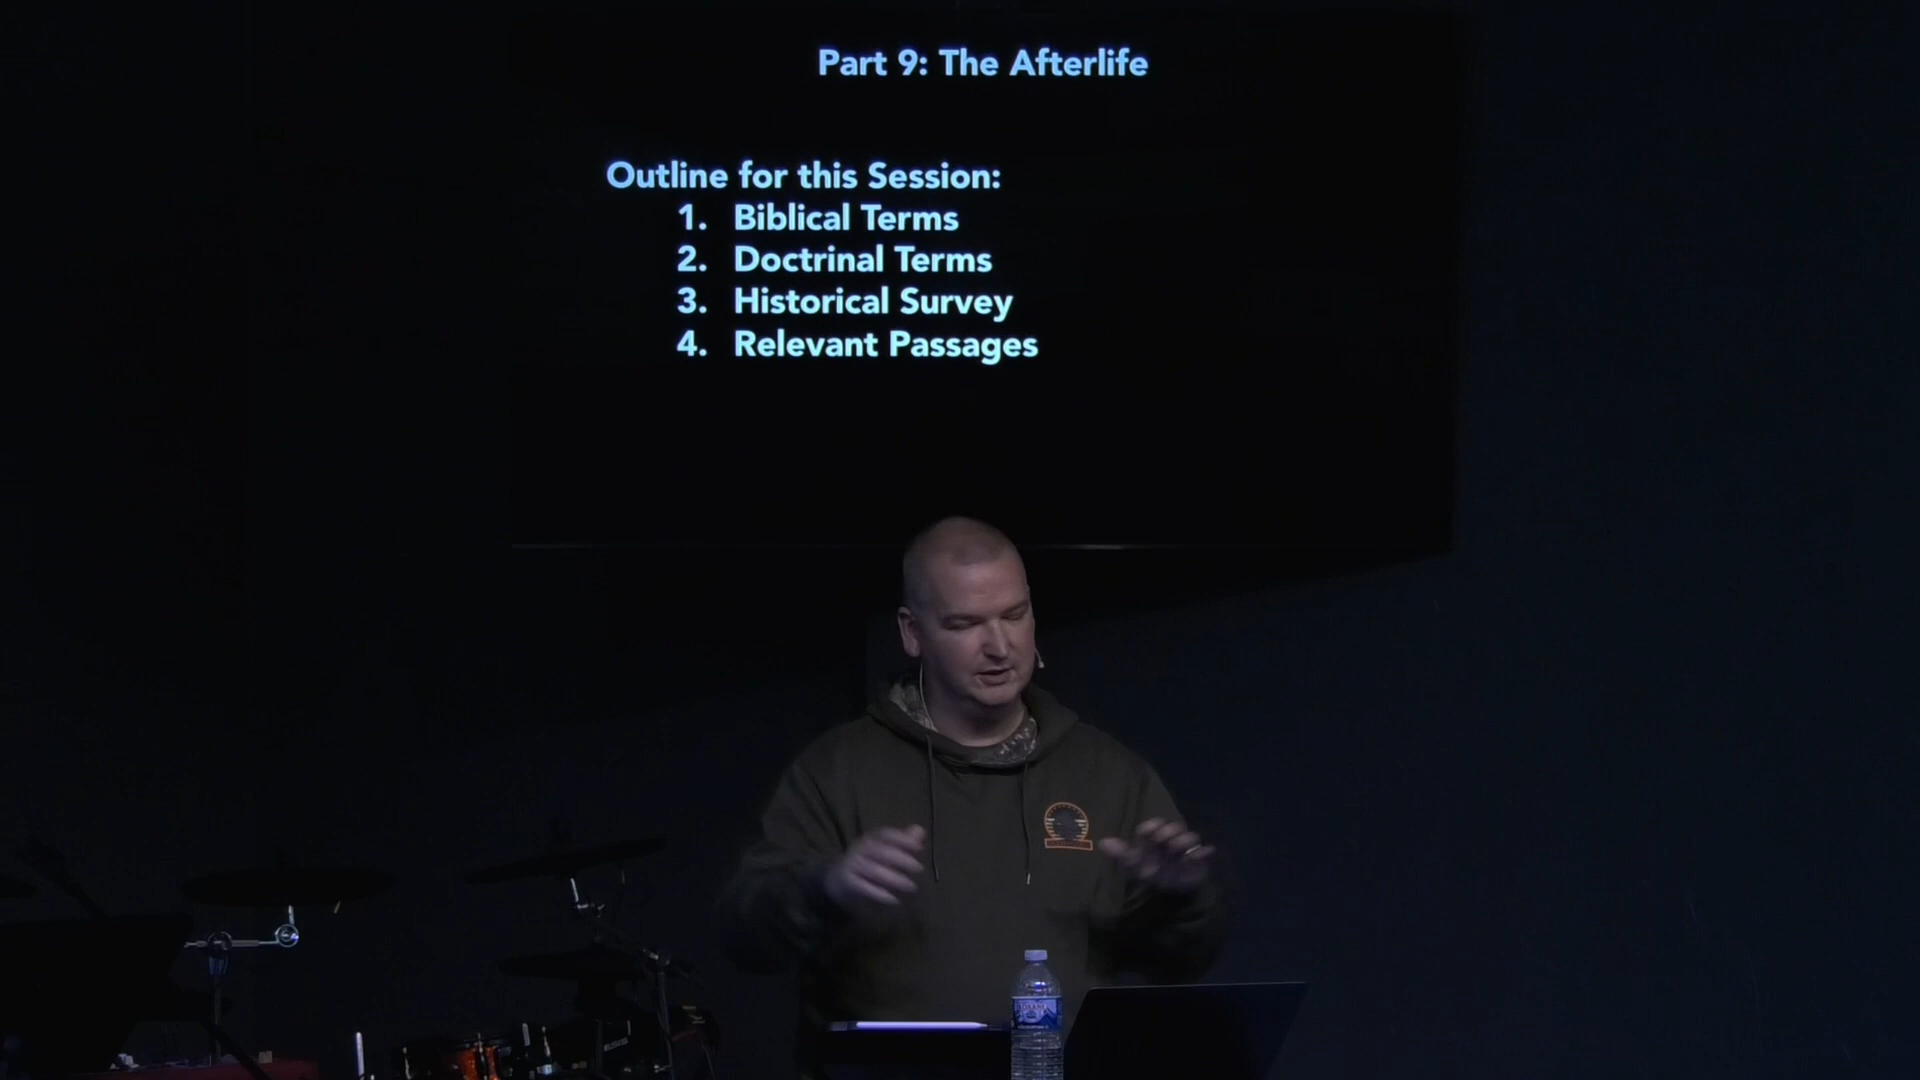 Part 9: The Afterlife
Outline for this Session:
1. Biblical Terms
2. Doctrinal Terms
3. Historical Survey
4. Relevant Passages